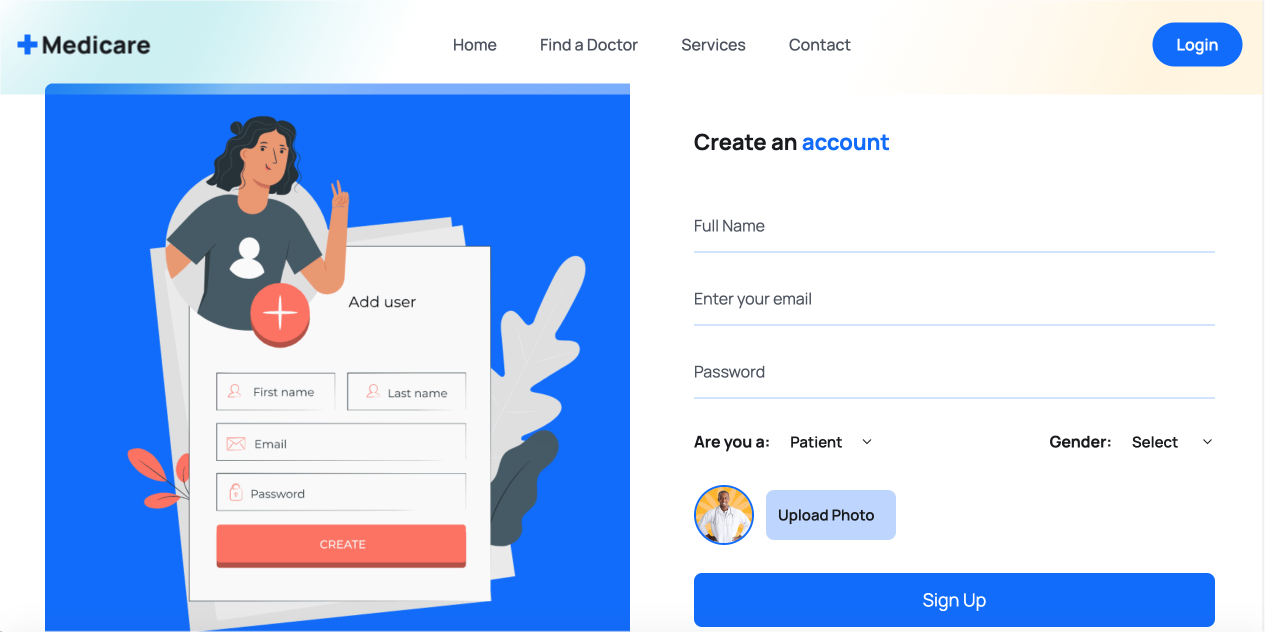 Medicare
Home Find a Doctor Services Contact
Login
Add user
First name Last name
Email
Password
CREATE
Create an account
Full Name
Enter your email
Password
Are you a: Patient Gender: Select
Upload Photo
Sign Up